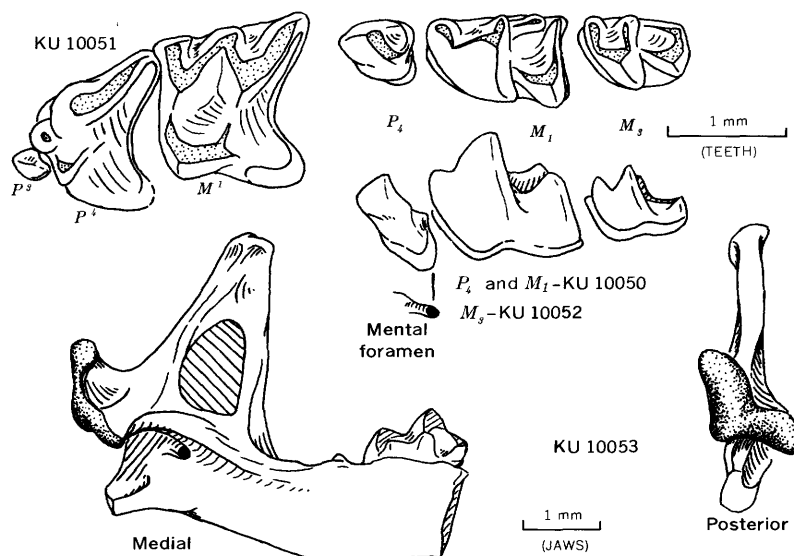 KU 10051
P³
P⁴
M¹
P₄
M₁
M₃
1 mm
(TEETH)
P₄ and M₁-KU 10050
M₃-KU 10052
Mental
foramen
KU 10053
Medial
1 mm
(JAWS)
Posterior